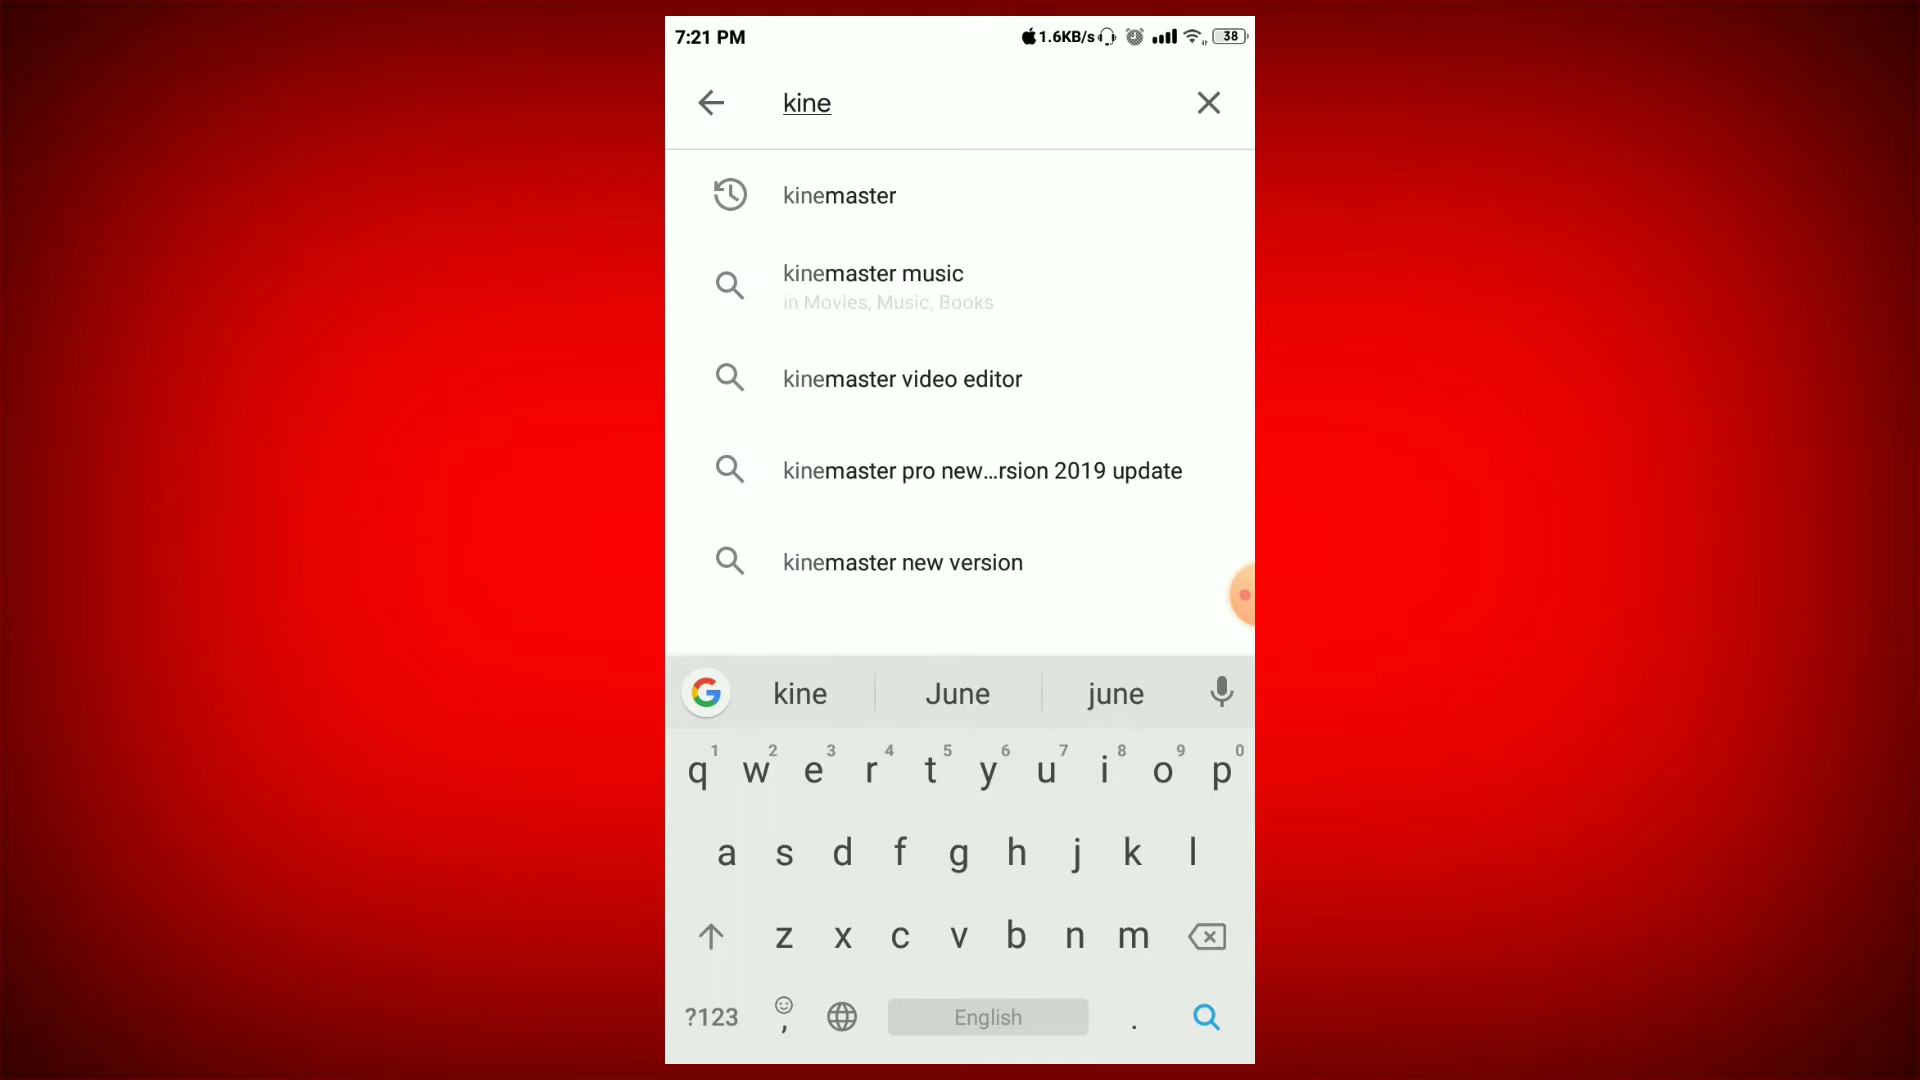 7:21 PM 1.6KB/s 38
kine
kinemaster
kinemaster music
in Movies, Music, Books
kinemaster video editor
kinemaster pro new...rsion 2019 update
kinemaster new version
kine June june
1 2 3 4 5 6 7 8 9 0
q w e r t y u i o p
a s d f g h j k l
z x c v b n m
?123 , English .